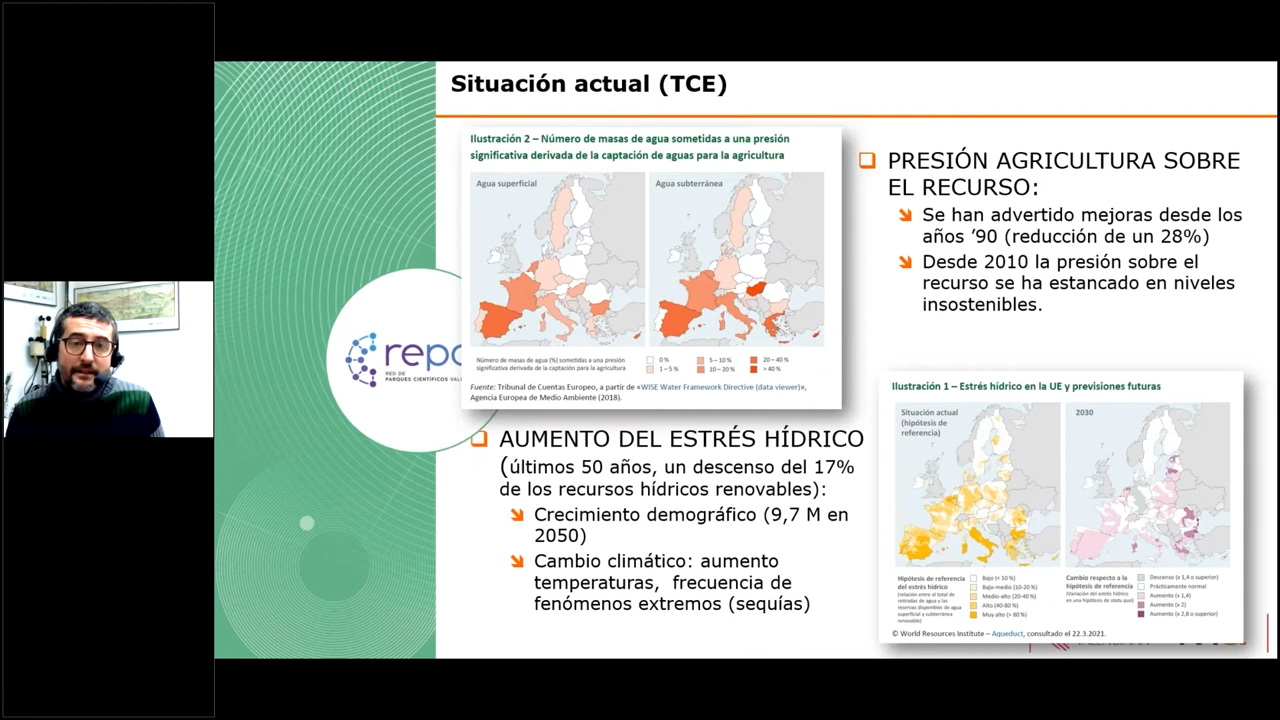 Situación actual (TCE)
Ilustración 2 – Número de masas de agua sometidas a una presión
significativa derivada de la captación de aguas para la agricultura
Agua superficial
Agua subterránea
Número de masas de agua (%) sometidas a una presión
significativa derivada de la captación para la agricultura
0 %
1 – 5 %
5 – 10 %
10 – 20 %
20 – 40 %
> 40 %
Fuente: Tribunal de Cuentas Europeo, a partir de «WISE Water Framework Directive (data viewer)»,
Agencia Europea de Medio Ambiente (2018).
PRESIÓN AGRICULTURA SOBRE
EL RECURSO:
Se han advertido mejoras desde los
años ’90 (reducción de un 28%)
Desde 2010 la presión sobre el
recurso se ha estancado en niveles
insostenibles.
RED DE
PARQUES CIENTÍFICOS
AUMENTO DEL ESTRÉS HÍDRICO
(últimos 50 años, un descenso del 17%
de los recursos hídricos renovables):
Crecimiento demográfico (9,7 M en
2050)
Cambio climático: aumento
temperaturas, frecuencia de
fenómenos extremos (sequías)
Ilustración 1 – Estrés hídrico en la UE y previsiones futuras
Situación actual
(hipótesis de
referencia)
2030
Hipótesis de referencia
del estrés hídrico
(relación entre el total de
retiradas de agua y las
reservas disponibles de agua
superficial y subterránea
renovable)
Bajo (< 10 %)
Bajo-medio (10-20 %)
Medio-alto (20-40 %)
Alto (40-80 %)
Muy alto (> 80 %)
Cambio respecto a la
hipótesis de referencia
(Variación del estrés hídrico
en una hipótesis de statu quo)
Descenso (x 1,4 o superior)
Prácticamente normal
Aumento (x 1,4)
Aumento (x 2)
Aumento (x 2,8 o superior)
© World Resources Institute – Aqueduct, consultado el 22.3.2021.